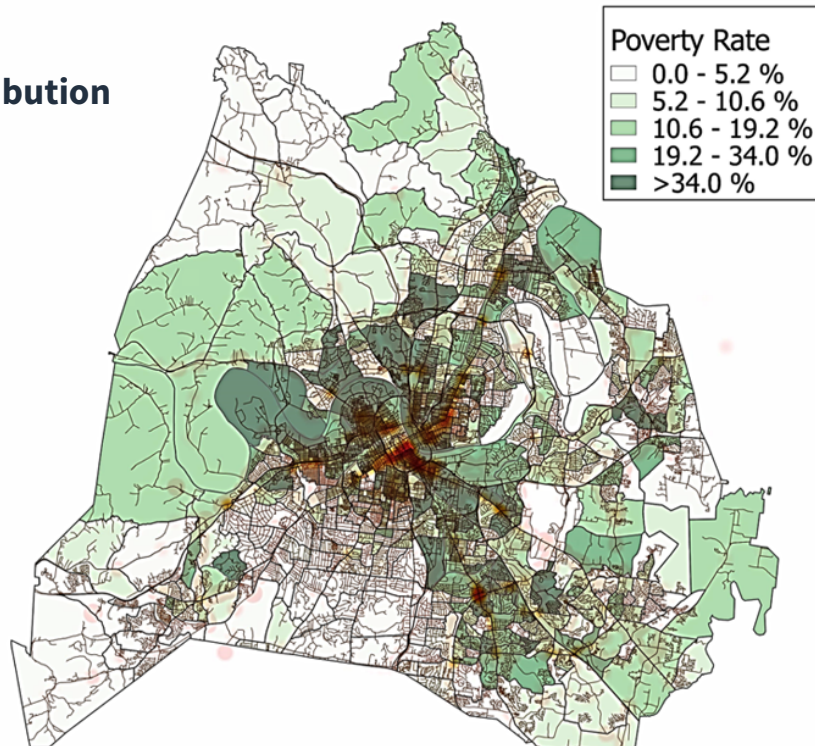 bution
Poverty Rate
0.0 - 5.2 %
5.2 - 10.6 %
10.6 - 19.2 %
19.2 - 34.0 %
>34.0 %